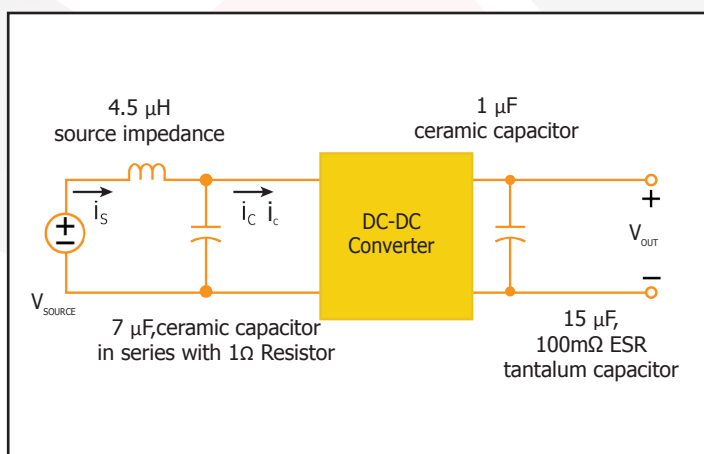 4.5 µH
source impedance
1 µF
ceramic capacitor
i_S
i_C i_c
DC-DC
Converter
+
V_OUT
−
+
−
V_SOURCE
7 µF,ceramic capacitor
in series with 1Ω Resistor
15 µF,
100mΩ ESR
tantalum capacitor